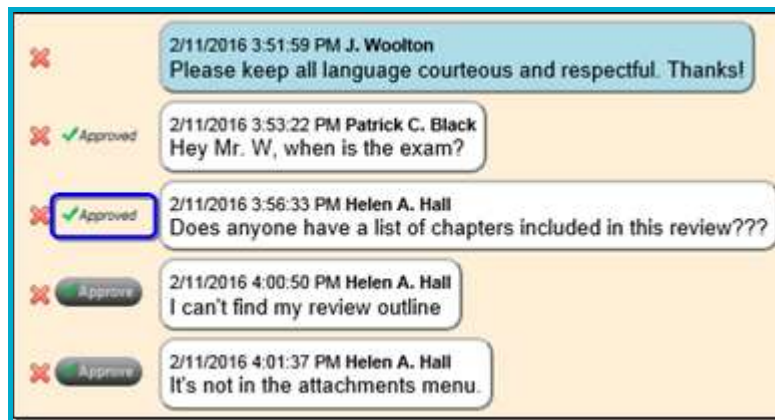 2/11/2016 3:51:59 PM J. Woolton
Please keep all language courteous and respectful. Thanks!
Approved
2/11/2016 3:53:22 PM Patrick C. Black
Hey Mr. W, when is the exam?
Approved
2/11/2016 3:56:33 PM Helen A. Hall
Does anyone have a list of chapters included in this review???
Approve
2/11/2016 4:00:50 PM Helen A. Hall
I can't find my review outline
Approve
2/11/2016 4:01:37 PM Helen A. Hall
It's not in the attachments menu.